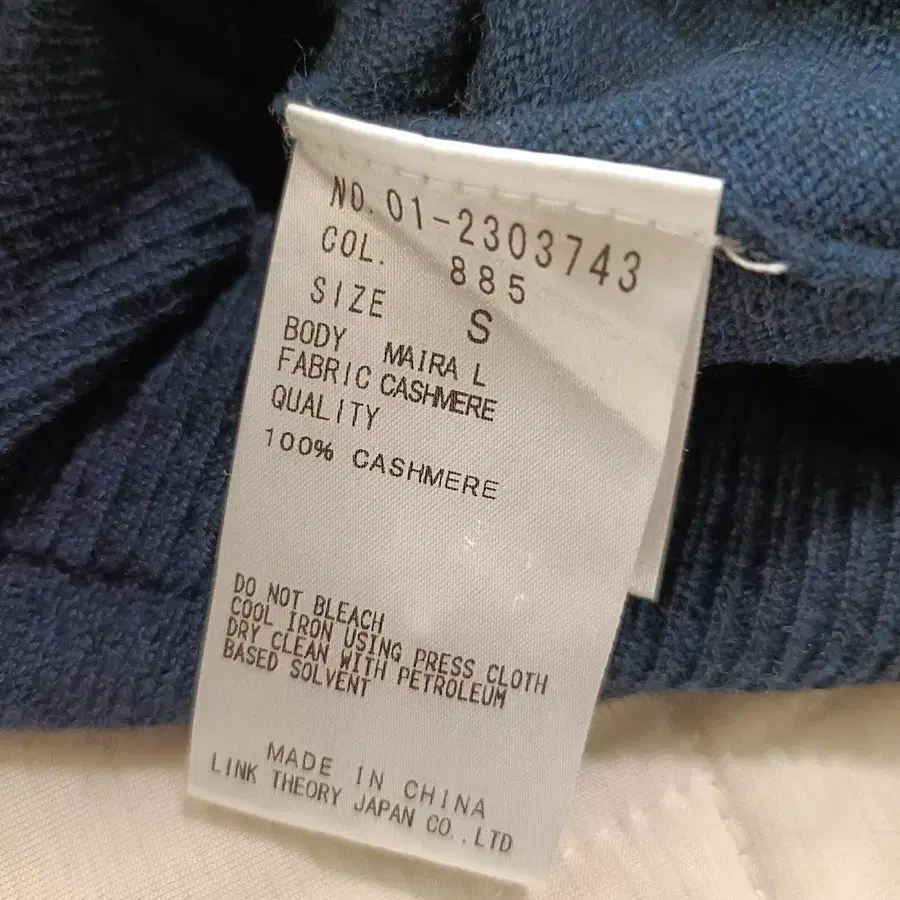 NO. 01-2303743
COL. 885
SIZE S
BODY MAIRA L
FABRIC CASHMERE
QUALITY
100% CASHMERE
DO NOT BLEACH
COOL IRON USING PRESS CLOTH
DRY CLEAN WITH PETROLEUM
BASED SOLVENT
MADE IN CHINA
LINK THEORY JAPAN CO.,LTD